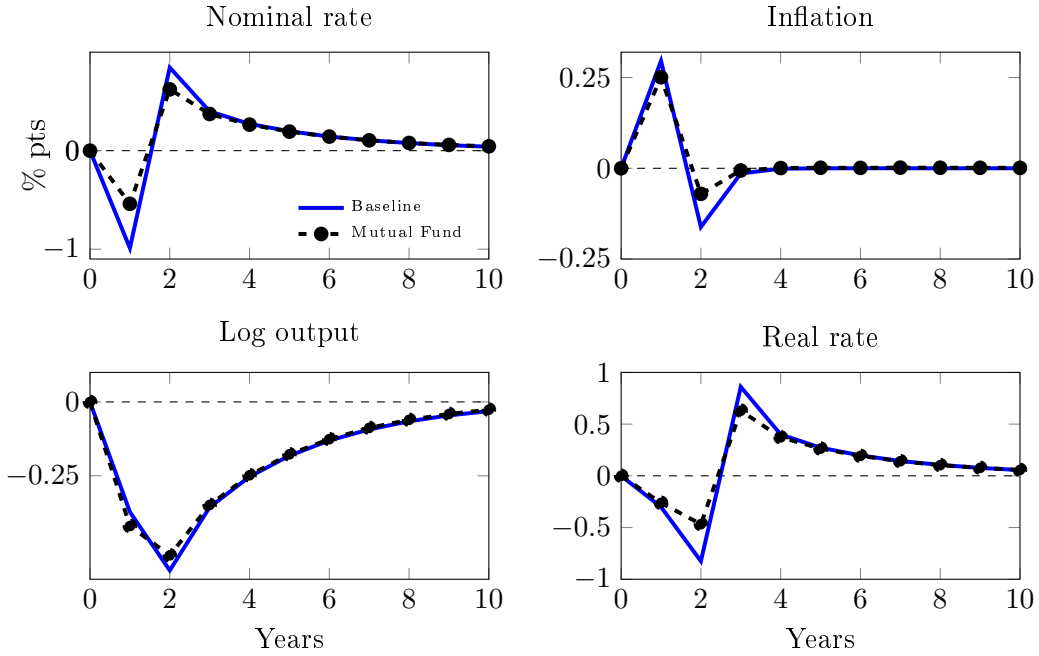 Nominal rate
% pts
0
−1
0 2 4 6 8 10
Baseline
Mutual Fund
Inflation
0.25
0
−0.25
0 2 4 6 8 10
Log output
0
−0.25
0 2 4 6 8 10
Years
Real rate
1
0.5
0
−0.5
−1
0 2 4 6 8 10
Years